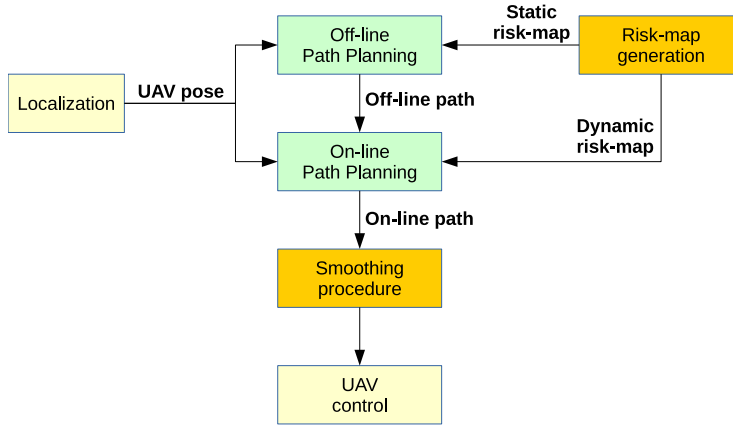 Off-line
Path Planning
Static
risk-map
Risk-map
generation
Localization
UAV pose
Off-line path
On-line
Path Planning
Dynamic
risk-map
On-line path
Smoothing
procedure
UAV
control